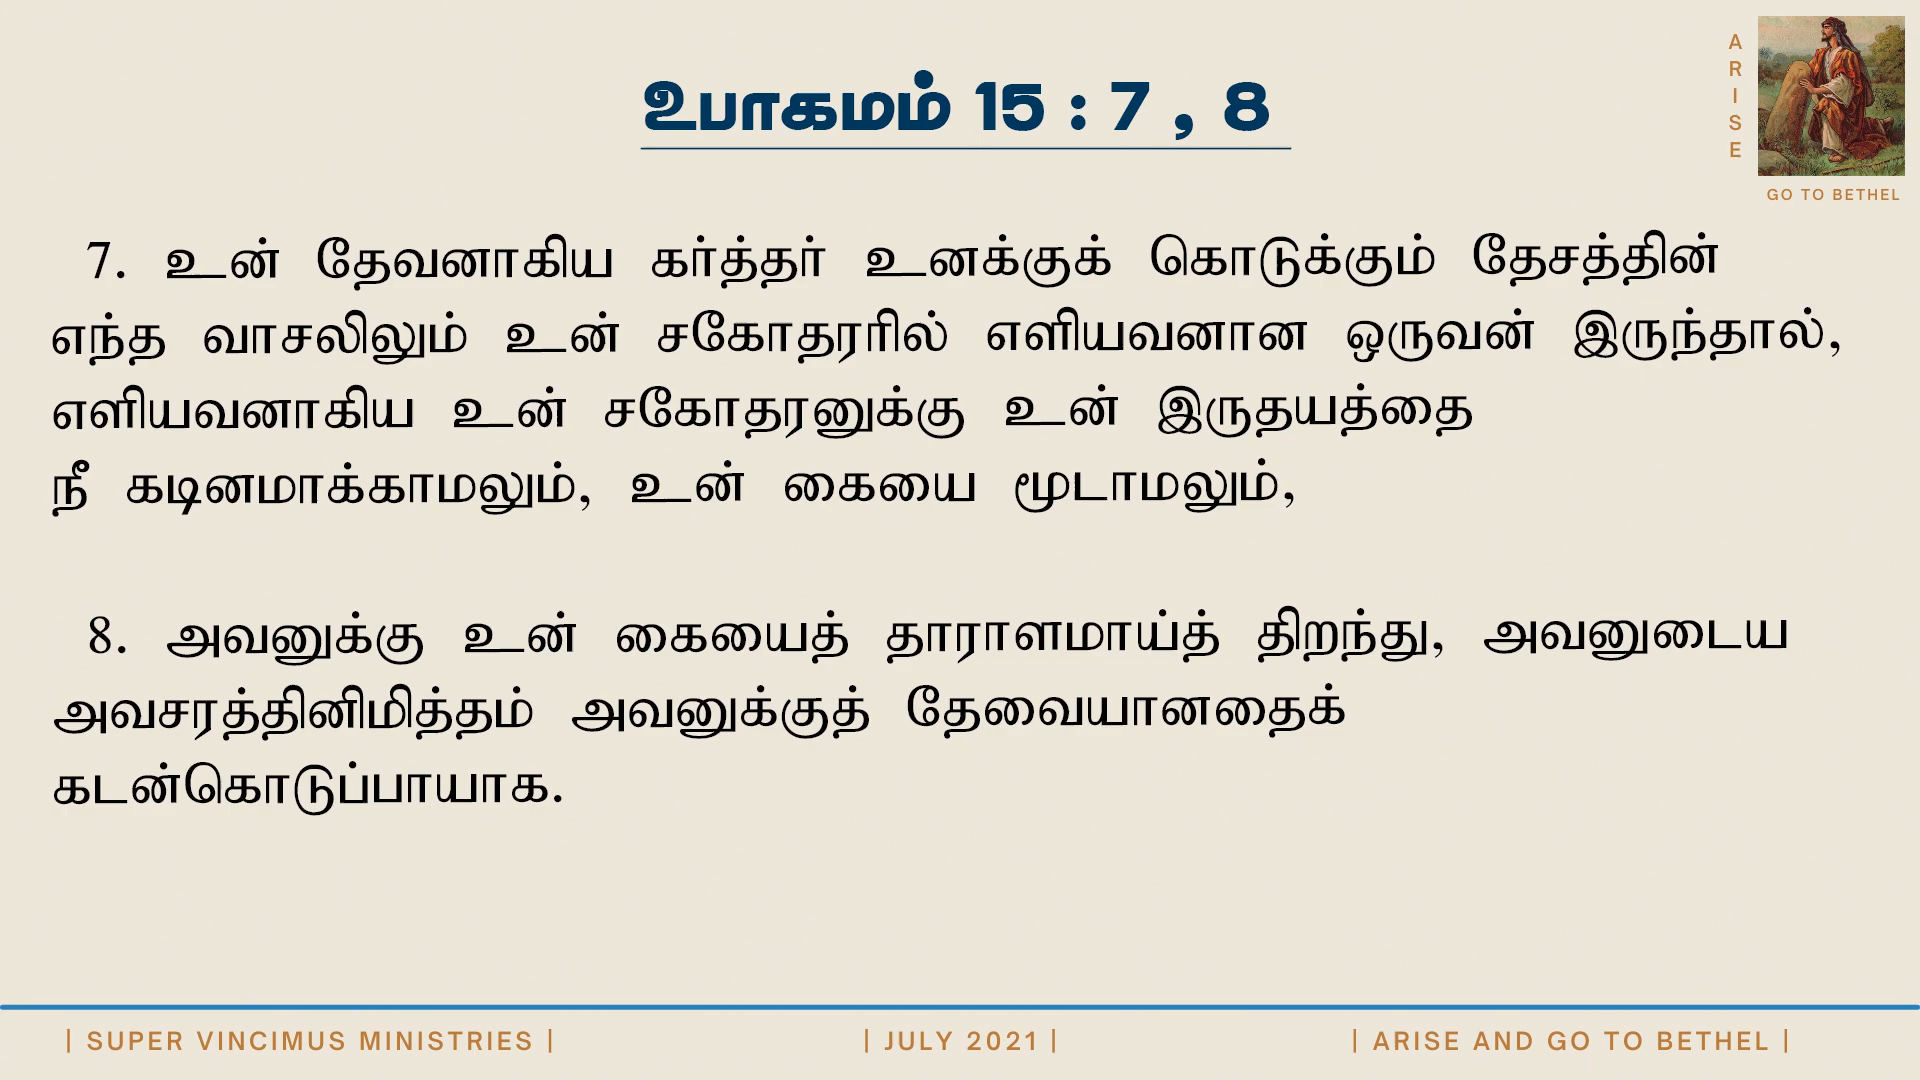 உபாகமம் 15 : 7 , 8
ARISE
GO TO BETHEL
7. உன் தேவனாகிய கர்த்தர் உனக்குக் கொடுக்கும் தேசத்தின்
எந்த வாசலிலும் உன் சகோதரரில் எளியவனான ஒருவன் இருந்தால்,
எளியவனாகிய உன் சகோதரனுக்கு உன் இருதயத்தை
நீ கடினமாக்காமலும், உன் கையை மூடாமலும்,
8. அவனுக்கு உன் கையைத் தாராளமாய்த் திறந்து, அவனுடைய
அவசரத்தினிமித்தம் அவனுக்குத் தேவையானதைக்
கடன்கொடுப்பாயாக.
| SUPER VINCIMUS MINISTRIES | | JULY 2021 | | ARISE AND GO TO BETHEL |